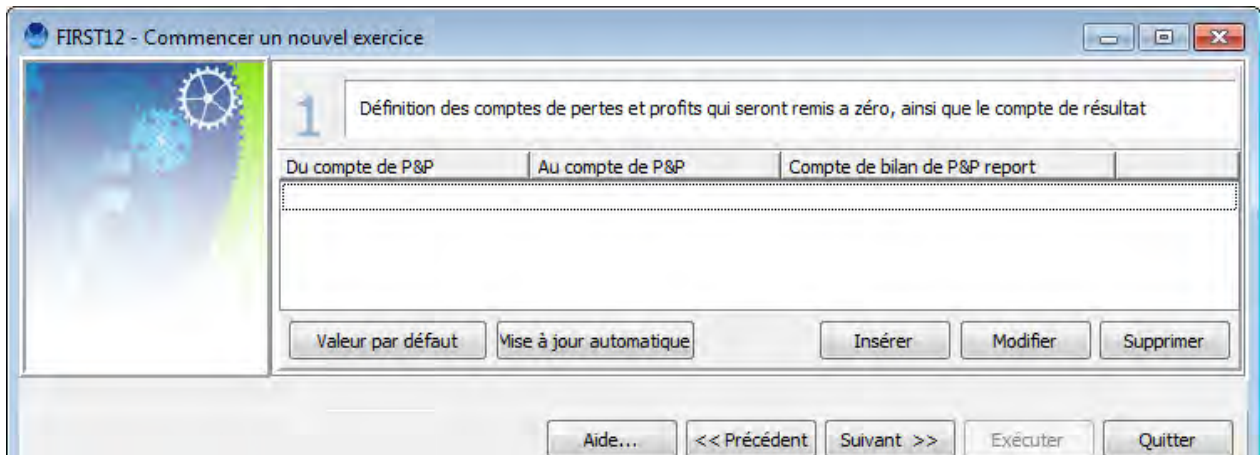 FIRST12 - Commencer un nouvel exercice
1
Définition des comptes de pertes et profits qui seront remis a zéro, ainsi que le compte de résultat
Du compte de P&P Au compte de P&P Compte de bilan de P&P report
Valeur par défaut Mise à jour automatique Insérer Modifier Supprimer
Aide... << Précédent Suivant >> Exécuter Quitter